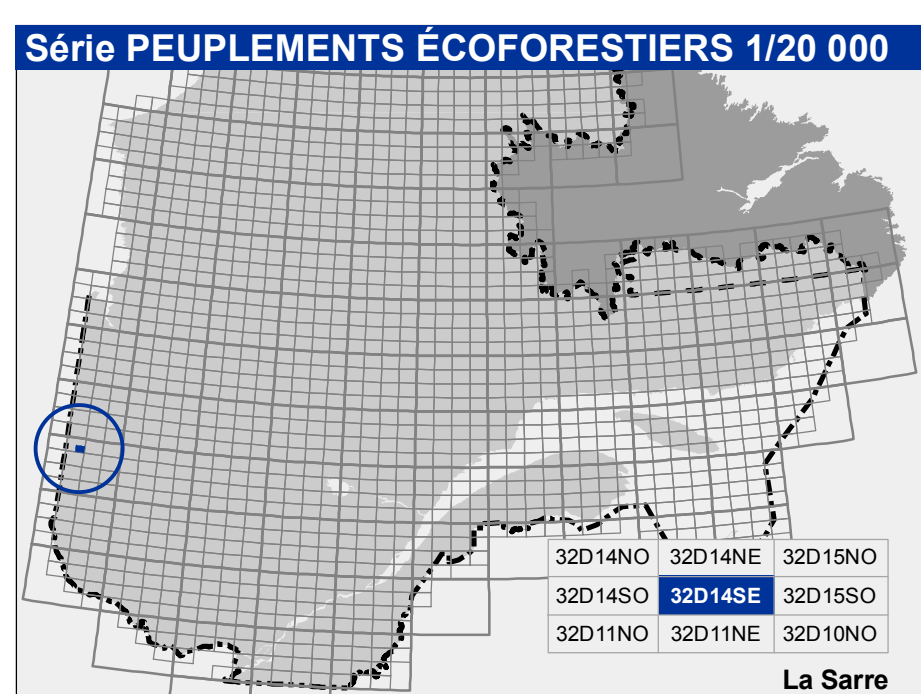 Série PEUPLEMENTS ÉCOFORESTIERS 1/20 000
32D14NO 32D14NE 32D15NO
32D14SO 32D14SE 32D15SO
32D11NO 32D11NE 32D10NO
La Sarre